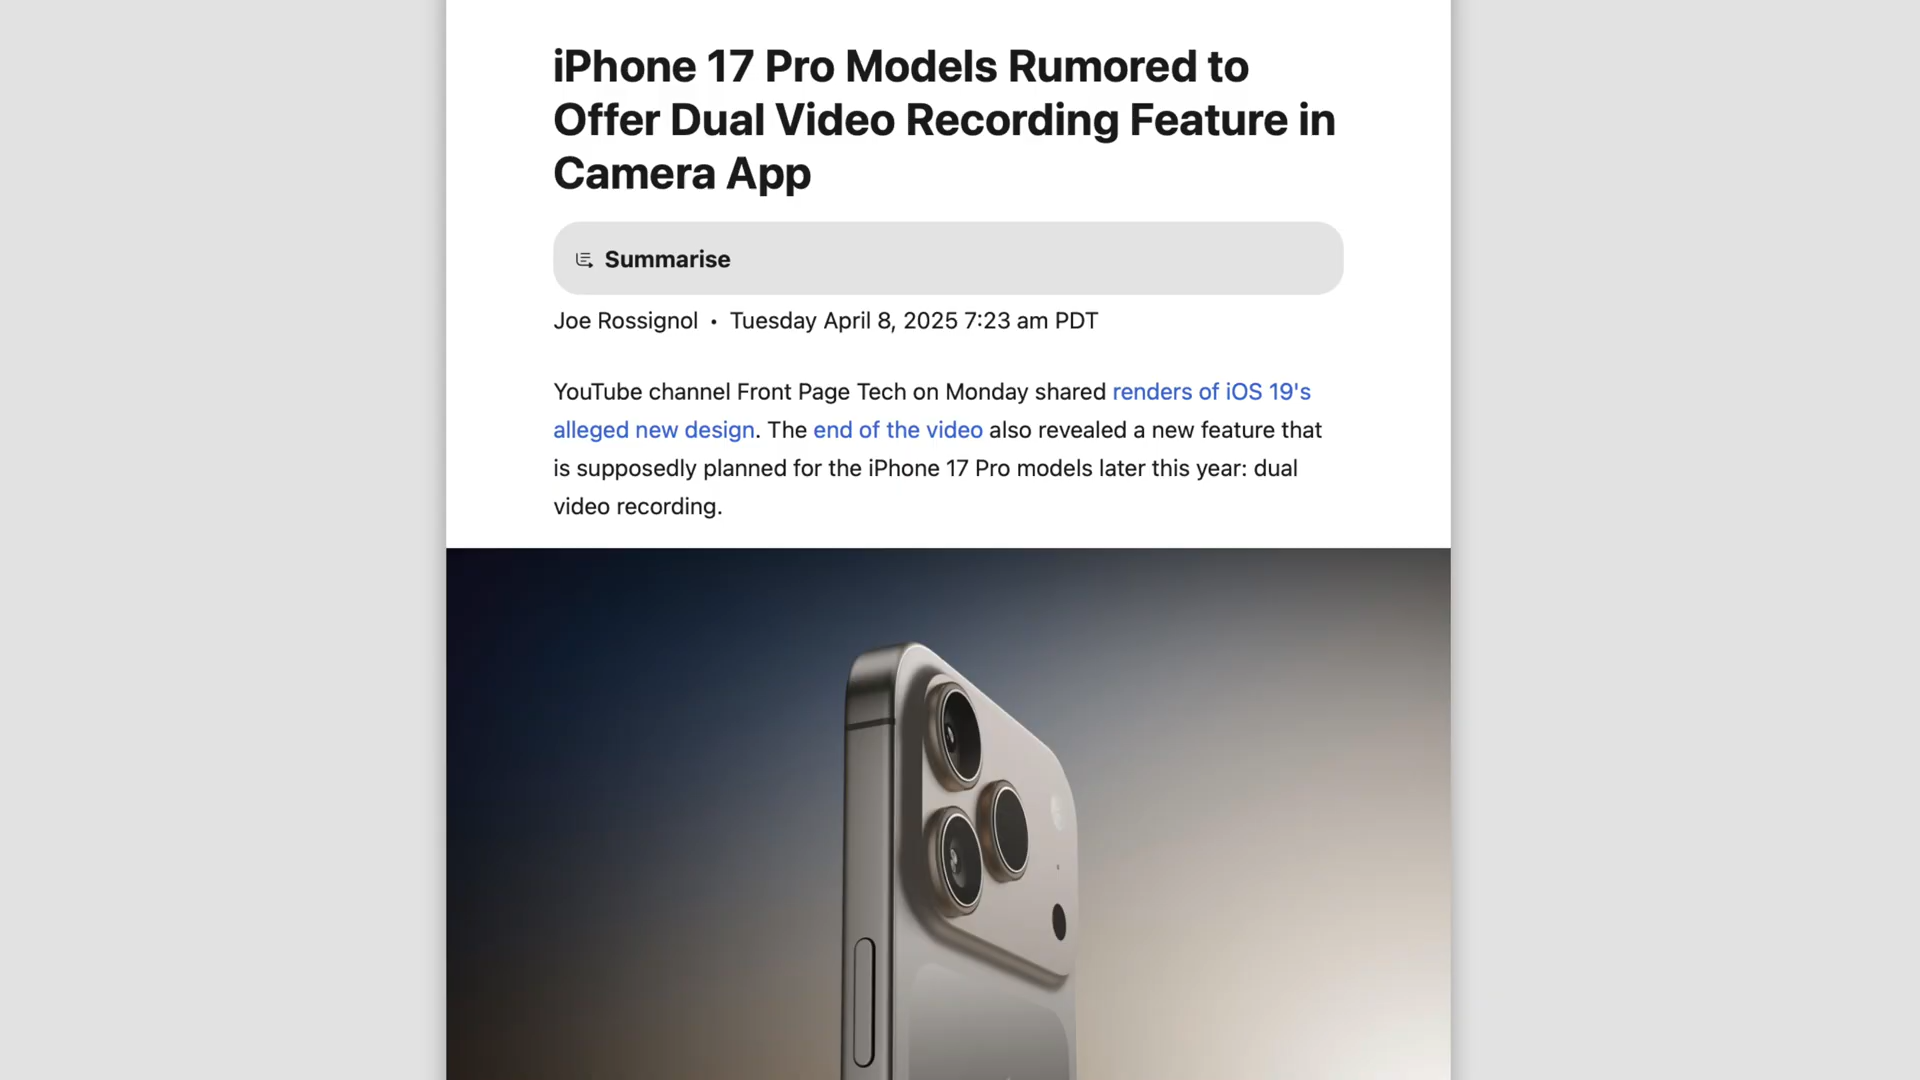 iPhone 17 Pro Models Rumored to
Offer Dual Video Recording Feature in
Camera App
Summarise
Joe Rossignol • Tuesday April 8, 2025 7:23 am PDT
YouTube channel Front Page Tech on Monday shared renders of iOS 19's
alleged new design. The end of the video also revealed a new feature that
is supposedly planned for the iPhone 17 Pro models later this year: dual
video recording.